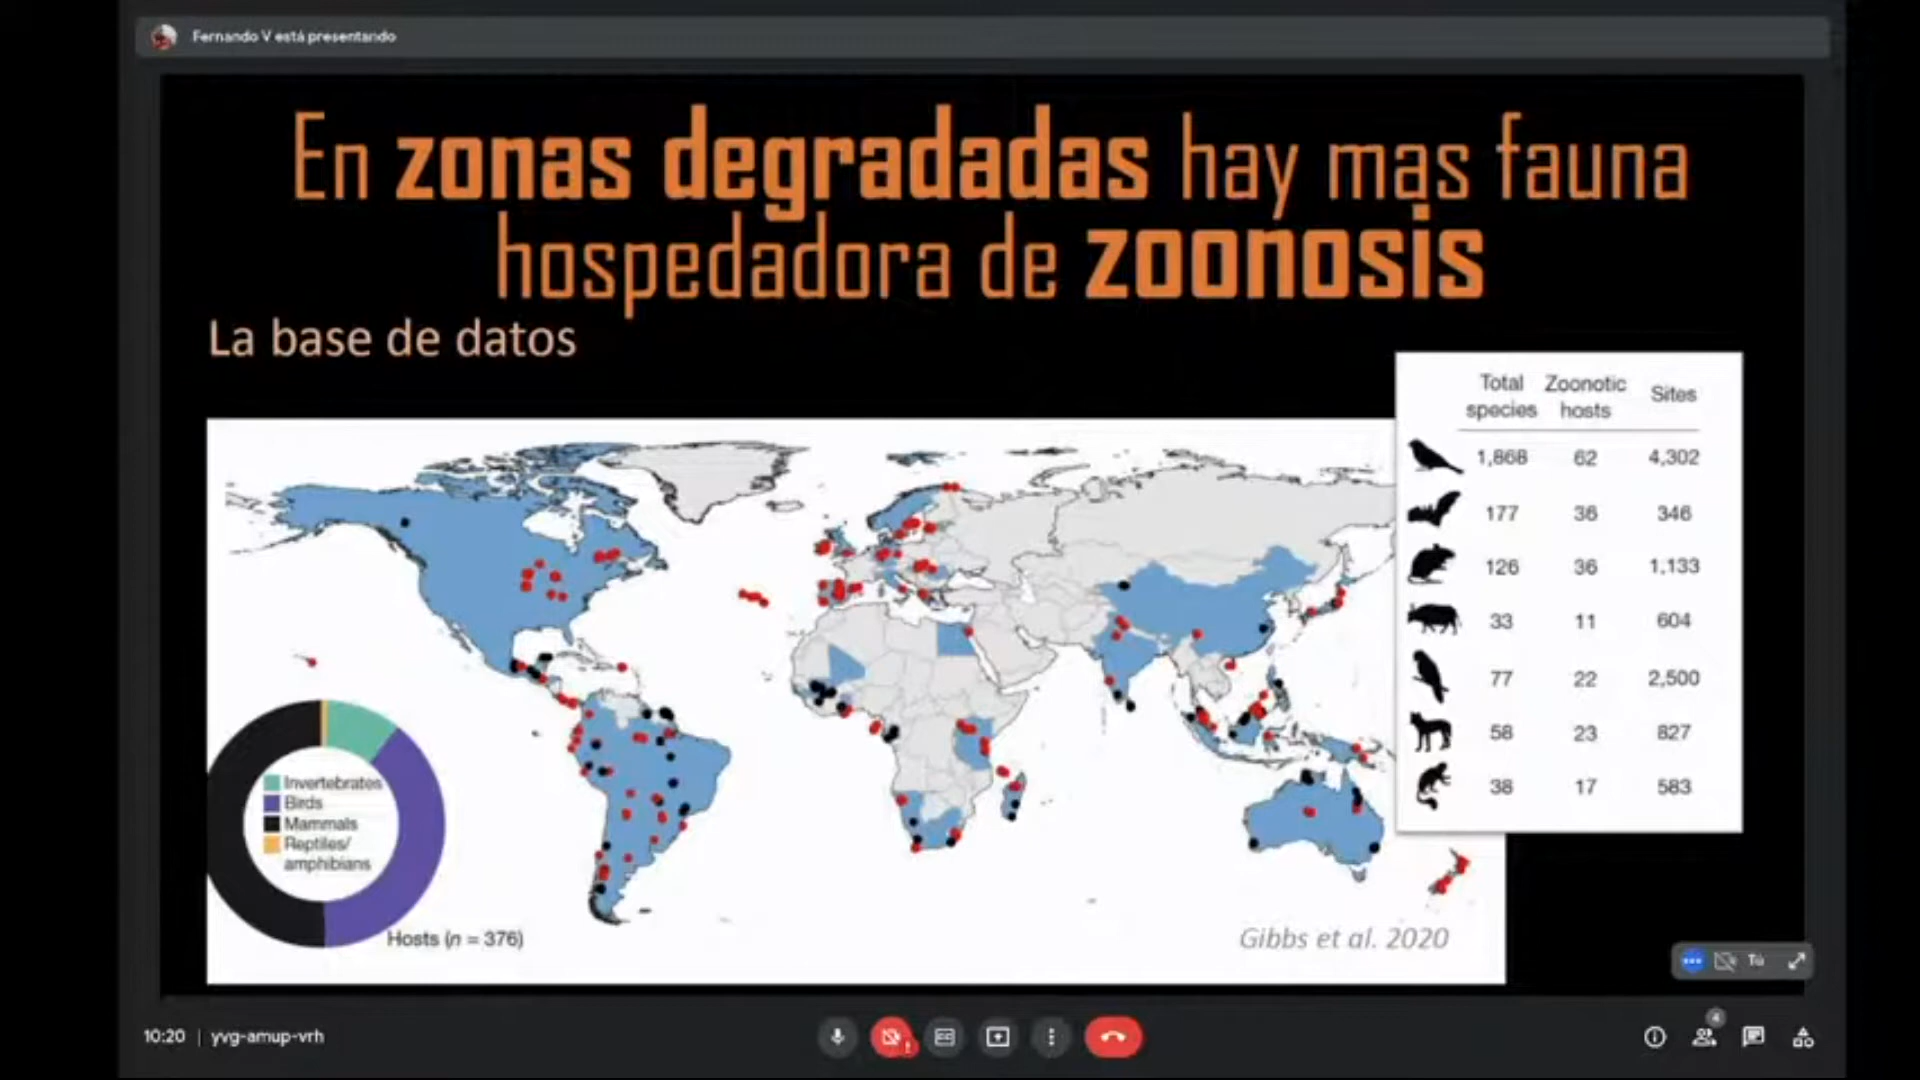 Fernando V está presentando
En zonas degradadas hay mas fauna
hospedadora de zoonosis
La base de datos
Total species Zoonotic hosts Sites
1,868 62 4,302
177 36 346
126 36 1,133
33 11 604
77 22 2,500
58 23 827
38 17 583
Invertebrates
Birds
Mammals
Reptiles/
amphibians
Hosts (n = 376)
Gibbs et al. 2020
Tú
10:20 | yvg-amup-vrh
4